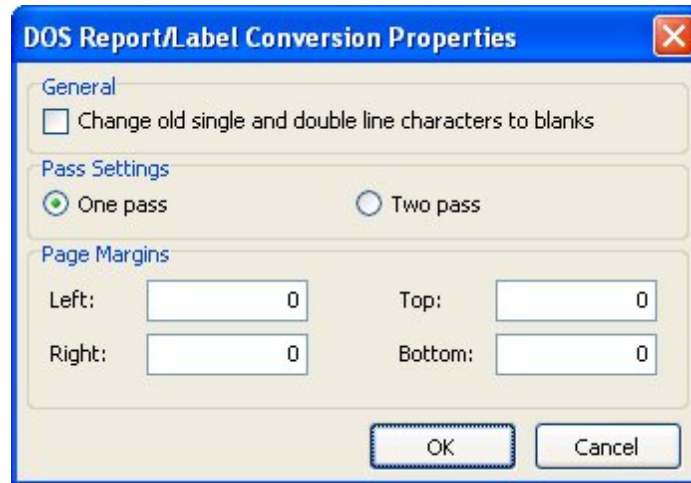 DOS Report/Label Conversion Properties
General
Change old single and double line characters to blanks
Pass Settings
One pass Two pass
Page Margins
Left: 0 Top: 0
Right: 0 Bottom: 0
OK Cancel